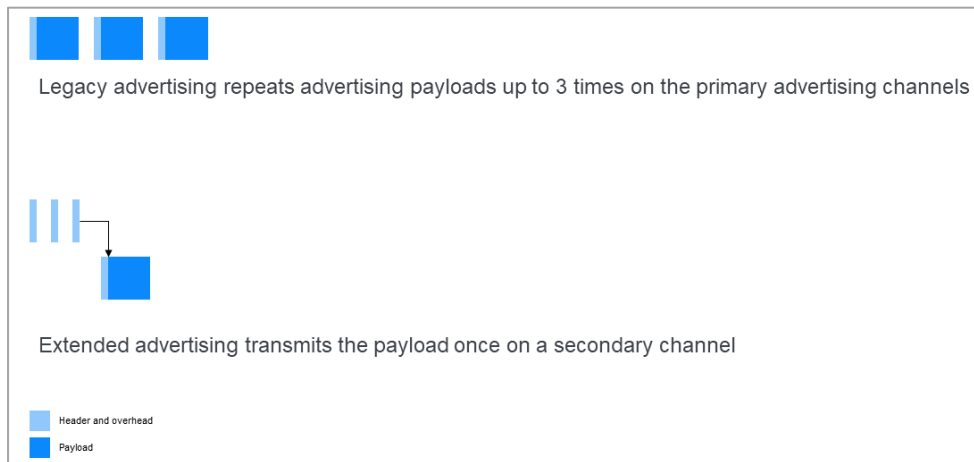 Legacy advertising repeats advertising payloads up to 3 times on the primary advertising channels
Extended advertising transmits the payload once on a secondary channel
Header and overhead
Payload